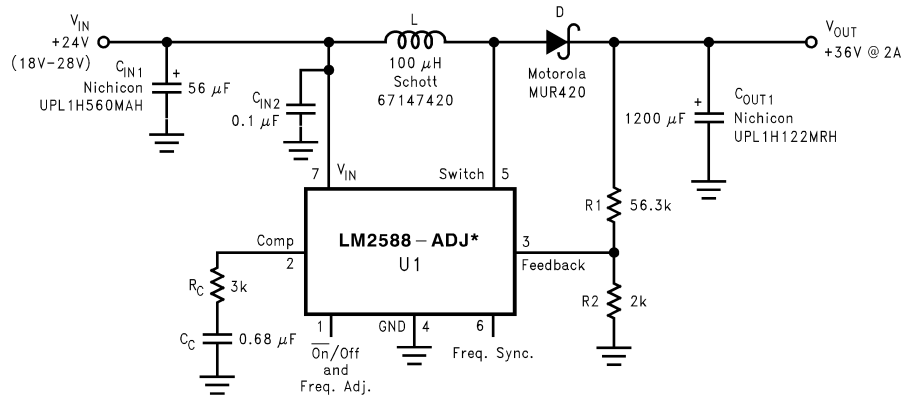 V_IN
+24V
(18V-28V)
L
100 μH
Schott
67147420
D
Motorola
MUR420
V_OUT
+36V @ 2A
C_IN1
Nichicon
UPL1H560MAH
+
56 μF
C_IN2
0.1 μF
+
1200 μF
C_OUT1
Nichicon
UPL1H122MRH
7
V_IN
Switch
5
R1
56.3k
Comp
2
LM2588-ADJ*
U1
3
Feedback
R_C
3k
R2
2k
C_C
0.68 μF
1
GND
4
6
O̅n̅/Off
and
Freq. Adj.
Freq. Sync.